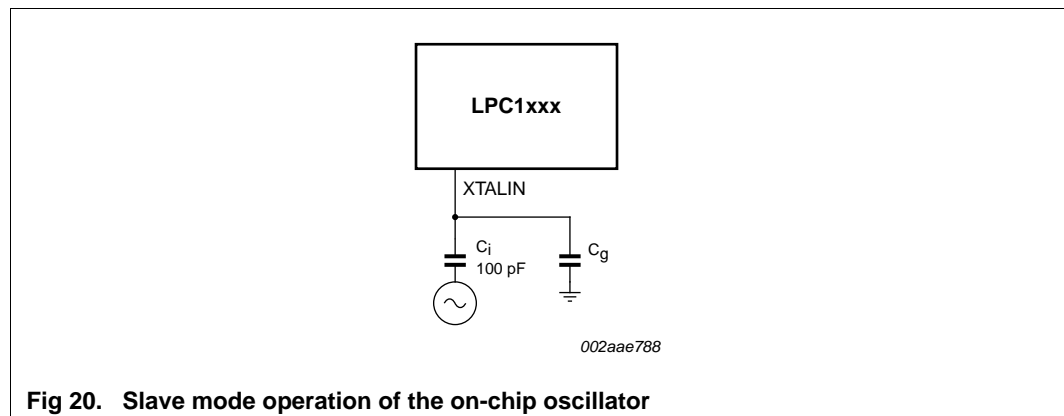 LPC1xxx
XTALIN
Ci
100 pF
Cg
002aae788
Fig 20. Slave mode operation of the on-chip oscillator